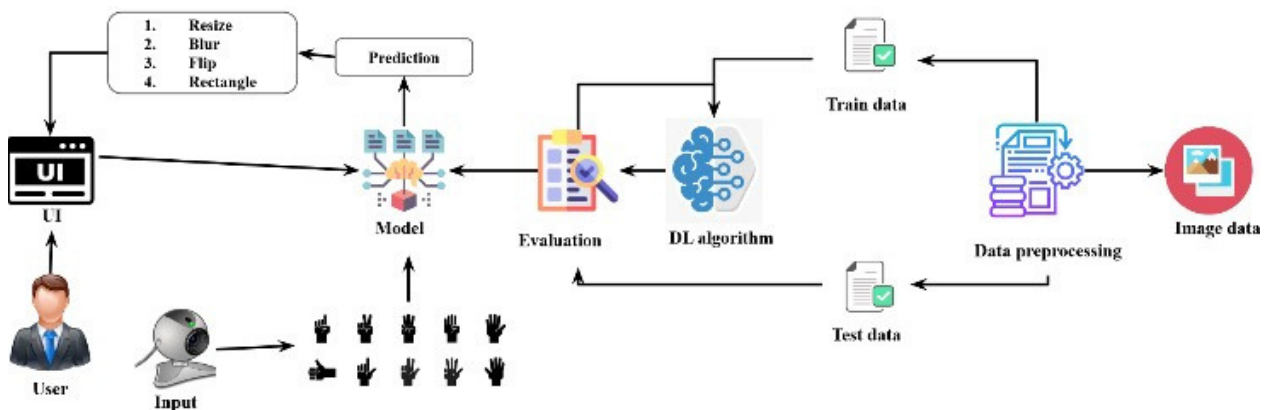 1. Resize
2. Blur
3. Flip
4. Rectangle
Prediction
Train data
UI
UI
Model
Evaluation
DL algorithm
Data preprocessing
Image data
Test data
User
Input